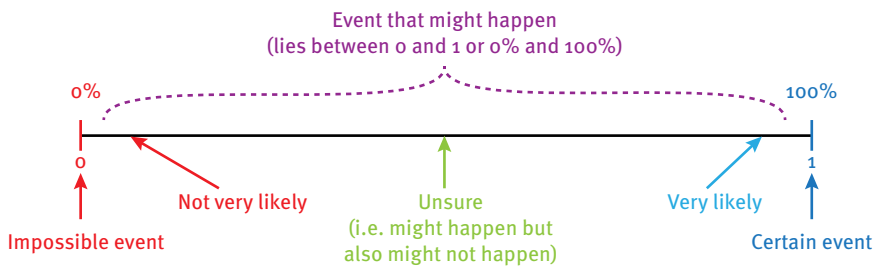 Event that might happen
(lies between 0 and 1 or 0% and 100%)
0%
100%
0
1
Not very likely
Unsure
(i.e. might happen but
also might not happen)
Very likely
Impossible event
Certain event